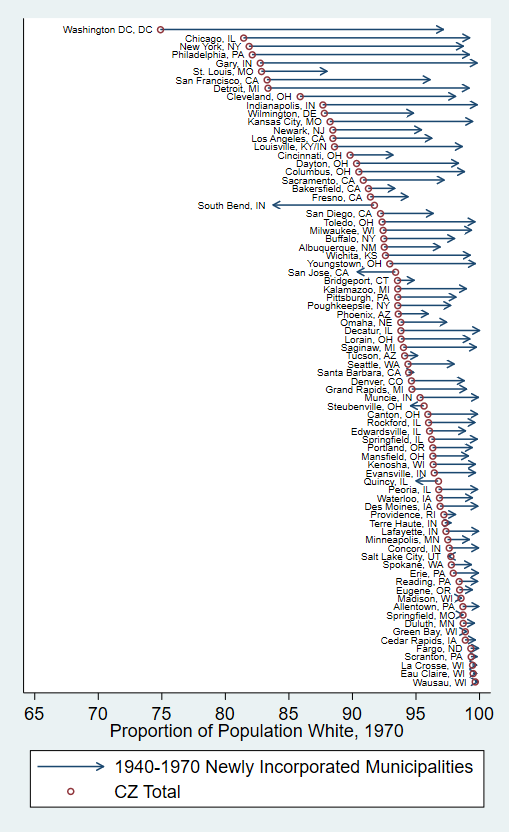 Washington DC, DC
Chicago, IL
New York, NY
Philadelphia, PA
Gary, IN
St. Louis, MO
San Francisco, CA
Detroit, MI
Cleveland, OH
Indianapolis, IN
Wilmington, DE
Kansas City, MO
Newark, NJ
Los Angeles, CA
Louisville, KY/IN
Cincinnati, OH
Dayton, OH
Columbus, OH
Sacramento, CA
Bakersfield, CA
Fresno, CA
South Bend, IN
San Diego, CA
Toledo, OH
Milwaukee, WI
Buffalo, NY
Albuquerque, NM
Wichita, KS
Youngstown, OH
San Jose, CA
Bridgeport, CT
Kalamazoo, MI
Pittsburgh, PA
Poughkeepsie, NY
Phoenix, AZ
Omaha, NE
Decatur, IL
Lorain, OH
Saginaw, MI
Tucson, AZ
Seattle, WA
Santa Barbara, CA
Denver, CO
Grand Rapids, MI
Muncie, IN
Steubenville, OH
Canton, OH
Rockford, IL
Edwardsville, IL
Springfield, IL
Portland, OR
Mansfield, OH
Kenosha, WI
Evansville, IN
Quincy, IL
Peoria, IL
Waterloo, IA
Des Moines, IA
Providence, RI
Terre Haute, IN
Lafayette, IN
Minneapolis, MN
Concord, IN
Salt Lake City, UT
Spokane, WA
Erie, PA
Reading, PA
Eugene, OR
Madison, WI
Allentown, PA
Springfield, MO
Duluth, MN
Green Bay, WI
Cedar Rapids, IA
Fargo, ND
Scranton, PA
La Crosse, WI
Eau Claire, WI
Wausau, WI
65 70 75 80 85 90 95 100
Proportion of Population White, 1970
1940-1970 Newly Incorporated Municipalities
CZ Total